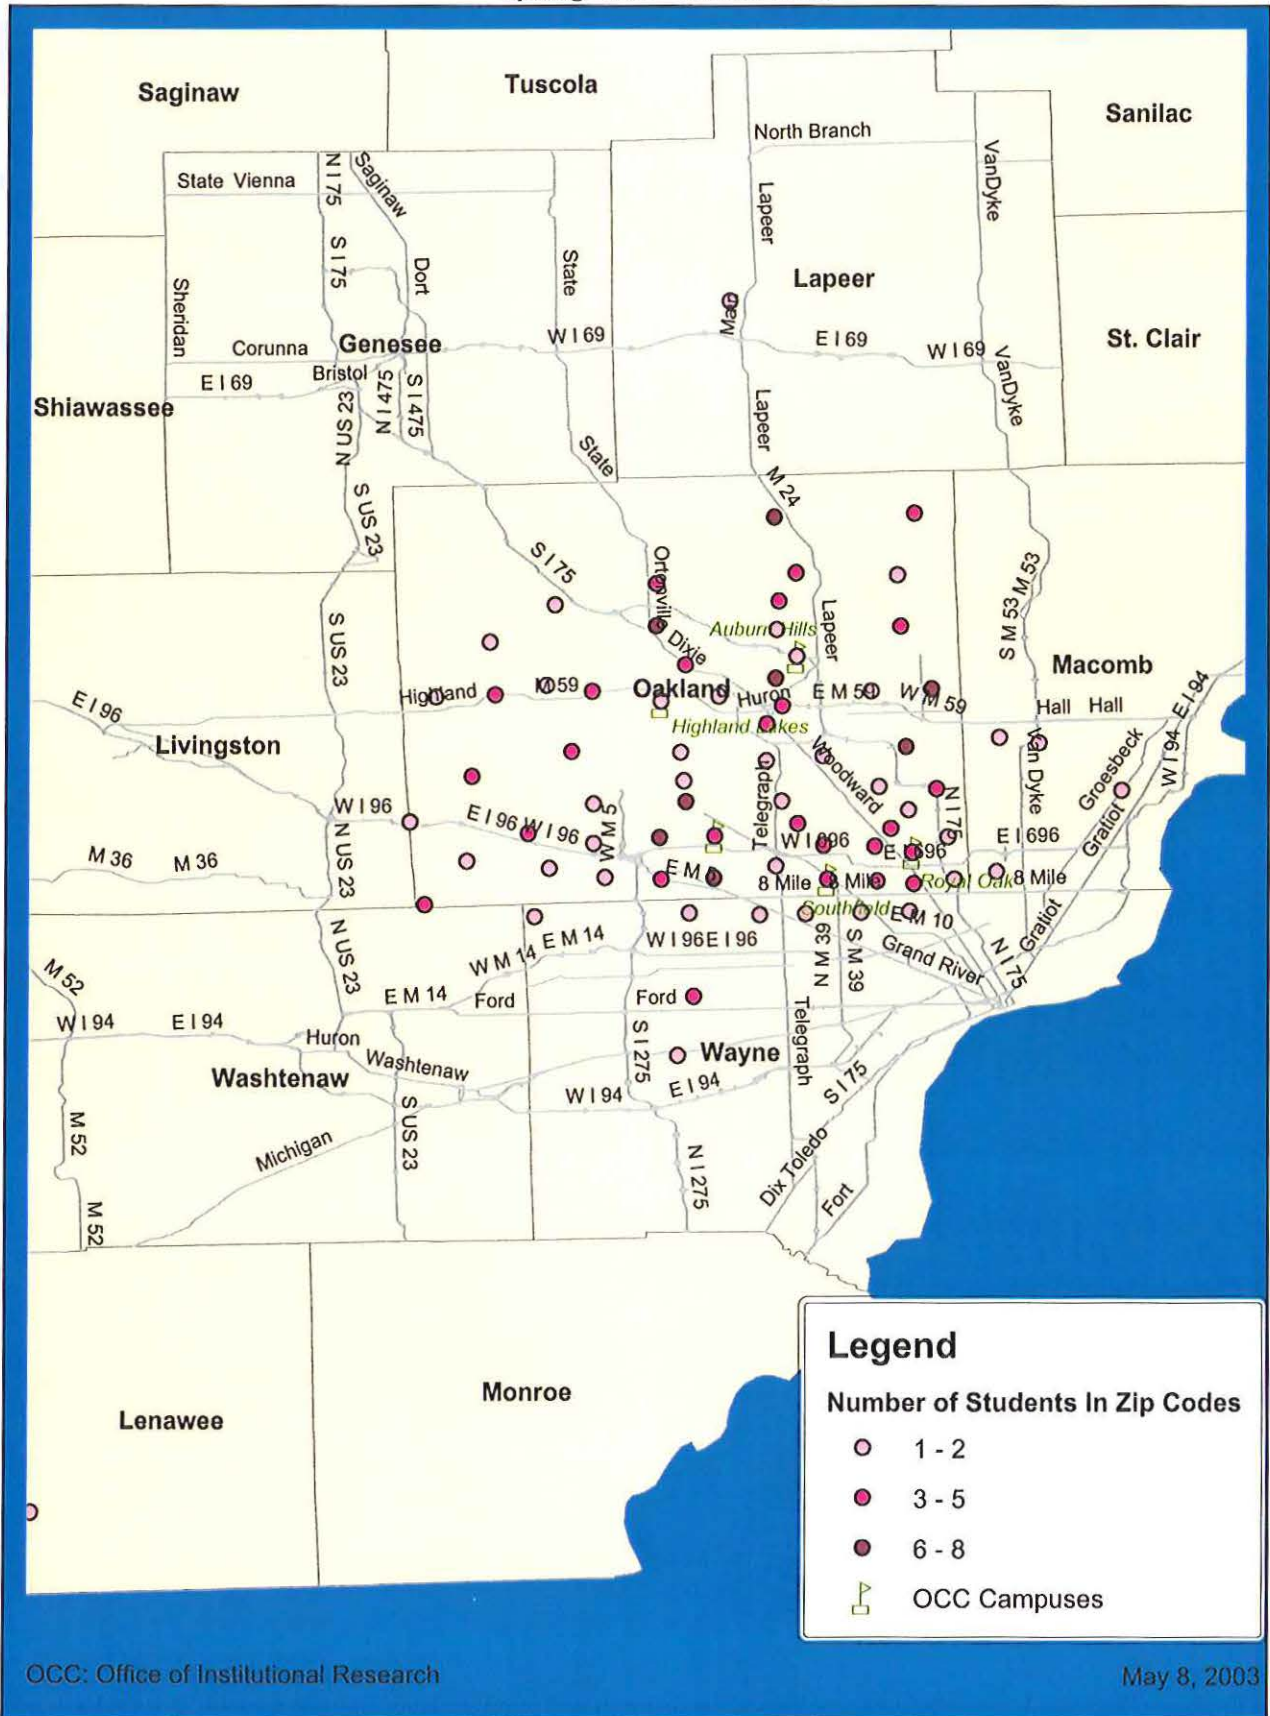 Saginaw
Tuscola
Sanilac
North Branch
State Vienna
N I 75
Saginaw
VanDyke
Lapeer
S I 75
Dort
State
Sheridan
Lapeer
St. Clair
Genesee
Corunna
W I 69
E I 69
W I 69
Bristol
E I 69
N I 475
S I 475
VanDyke
Shiawassee
N US 23
Lapeer
State
M 24
S US 23
S I 75
Ortonville
M 53
S M 53
Lapeer
S US 23
Auburn Hills
Dixie
Macomb
Highland
M 59
Oakland
Huron
E M 59
W M 59
Hall
Hall
E I 94
E I 96
Highland Lakes
Livingston
Woodward
Van Dyke
Groesbeck
W I 94
Telegraph
N I 75
Gratiot
W I 96
E I 96
W I 96
W M 5
W I 696
E I 696
E I 696
M 36
M 36
N US 23
E M 5
8 Mile
8 Mile
Royal Oak
8 Mile
Southfield
E M 10
Gratiot
N US 23
W M 14
E M 14
W I 96
E I 96
N M 39
S M 39
Grand River
N I 75
M 52
E M 14
Ford
Ford
W I 94
E I 94
Huron
Telegraph
Washtenaw
S I 275
Wayne
Washtenaw
W I 94
E I 94
S I 75
M 52
Michigan
S US 23
N I 275
Dix Toledo
Fort
M 52
Legend
Number of Students In Zip Codes
1 - 2
3 - 5
6 - 8
OCC Campuses
Monroe
Lenawee
OCC: Office of Institutional Research
May 8, 2003